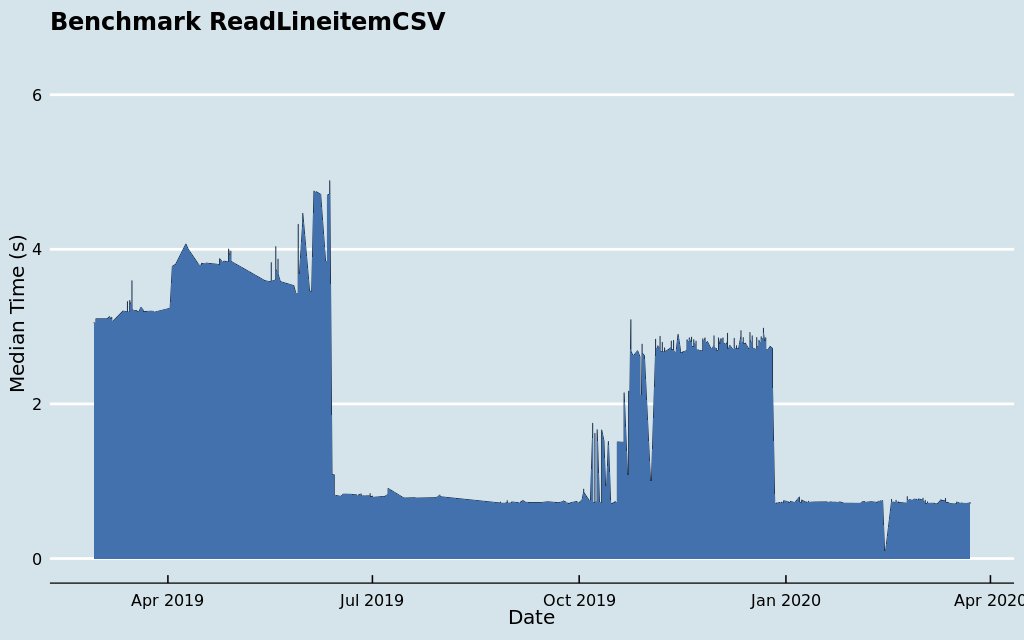 Benchmark ReadLineitemCSV
Median Time (s)
6
4
2
0
Apr 2019
Jul 2019
Oct 2019
Jan 2020
Apr 2020
Date